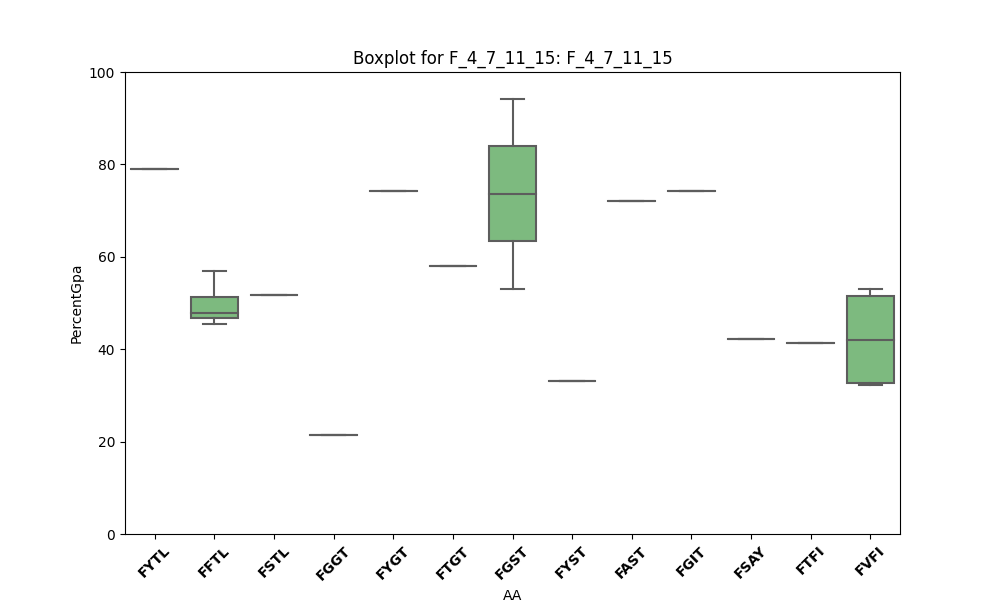 Boxplot for F_4_7_11_15: F_4_7_11_15
100
80
60
40
20
0
PercentGpa
FYTL
FFTL
FSTL
FGGT
FYGT
FTGT
FGST
FYST
FAST
FGIT
FSAY
FTFI
FVFI
AA